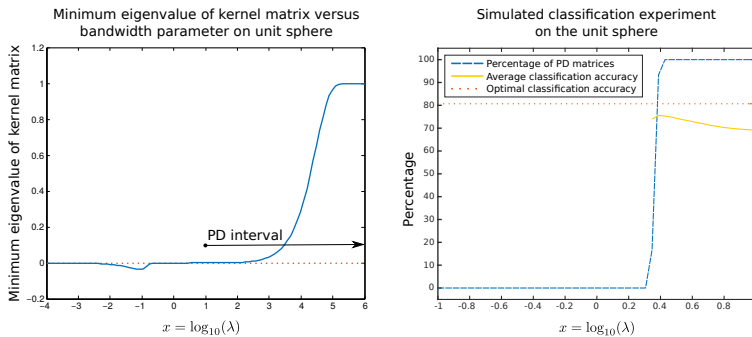 Minimum eigenvalue of kernel matrix versus
bandwidth parameter on unit sphere
Minimum eigenvalue of kernel matrix
1.2
1
0.8
0.6
0.4
0.2
0
-0.2
PD interval
-4 -3 -2 -1 0 1 2 3 4 5 6
x = log10(λ)
Simulated classification experiment
on the unit sphere
Percentage
100
90
80
70
60
50
40
30
20
10
0
Percentage of PD matrices
Average classification accuracy
Optimal classification accuracy
-1 -0.8 -0.6 -0.4 -0.2 0 0.2 0.4 0.6 0.8
x = log10(λ)